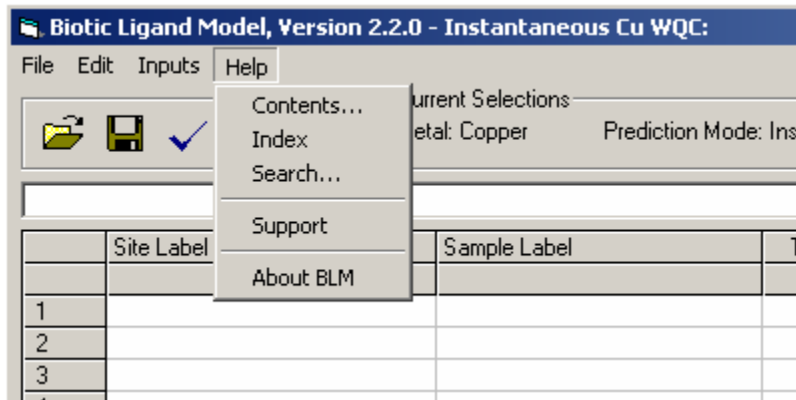 Biotic Ligand Model, Version 2.2.0 - Instantaneous Cu WQC:
File Edit Inputs Help
Contents...
Index
Search...
Support
About BLM
urrent Selections
etal: Copper Prediction Mode: Ins
Site Label Sample Label T
1
2
3